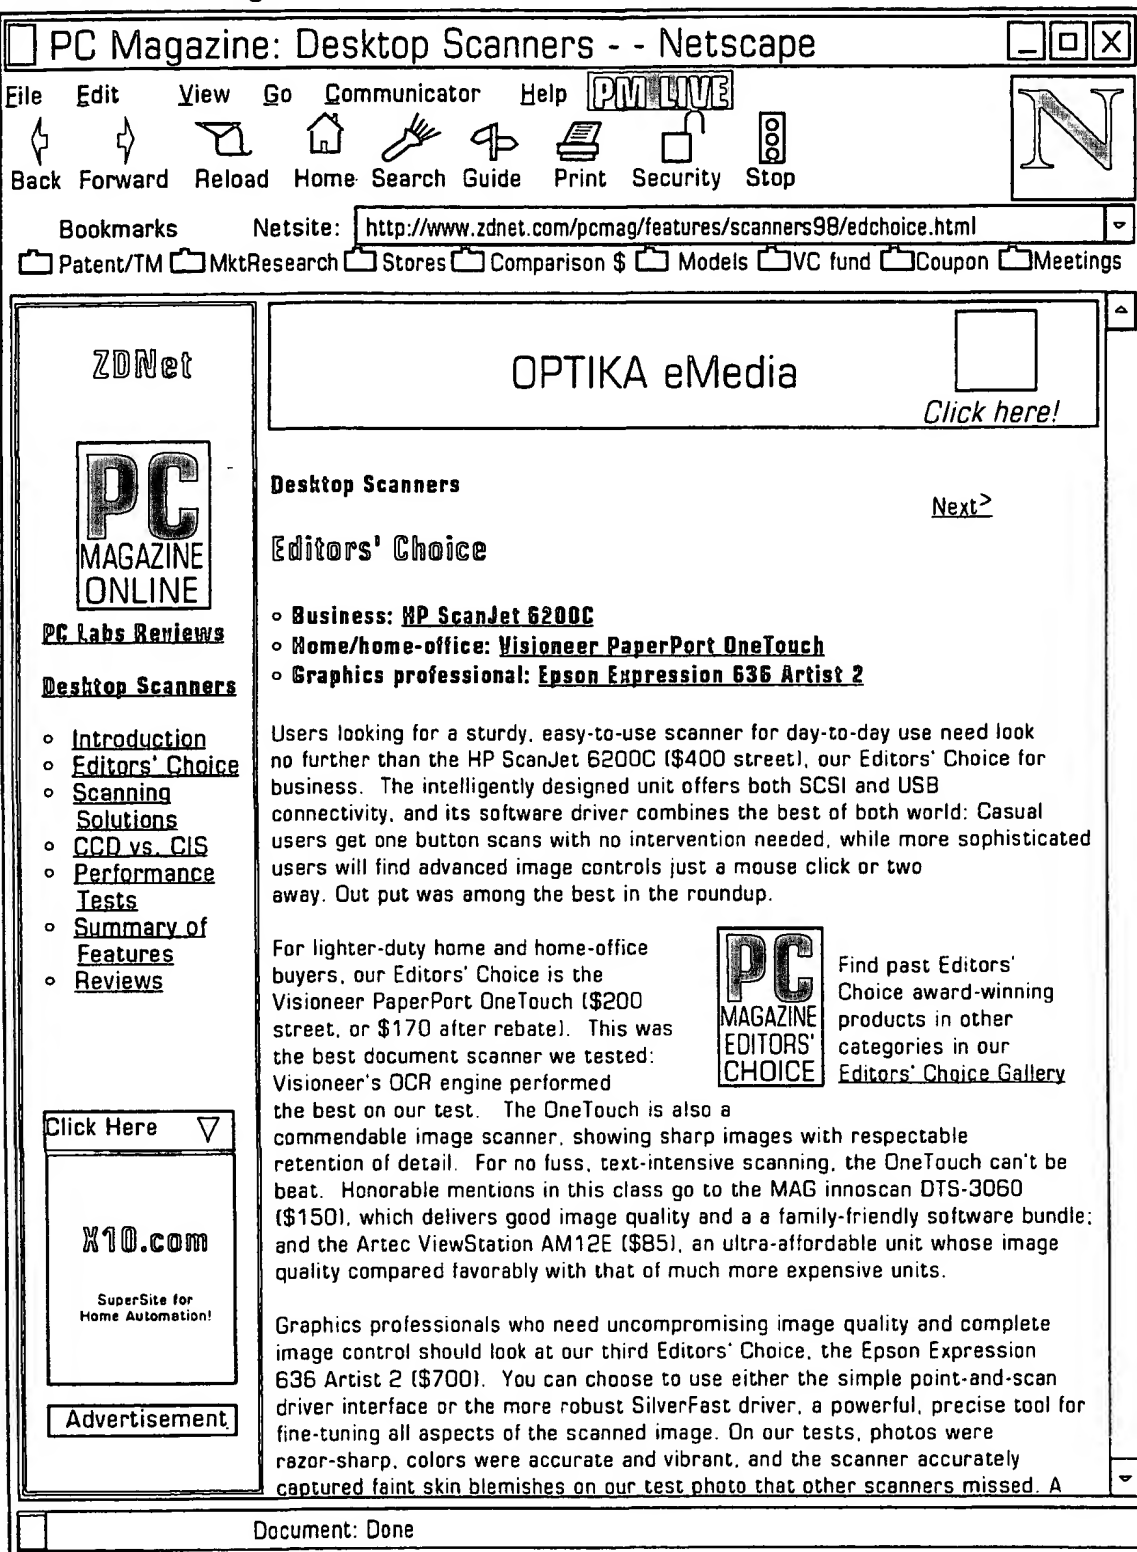 PC Magazine: Desktop Scanners - - Netscape
File Edit View Go Communicator Help PM LIVE
N
Back Forward Reload Home Search Guide Print Security Stop
Bookmarks Netsite: http://www.zdnet.com/pcmag/features/scanners98/edchoice.html
Patent/TM MktResearch Stores Comparison $ Models VC fund Coupon Meetings
ZDNet
PC
MAGAZINE
ONLINE
PC Labs Reviews
Desktop Scanners
Introduction
Editors' Choice
Scanning
Solutions
CCD vs. CIS
Performance
Tests
Summary of
Features
Reviews
Click Here
X10.com
SuperSite for
Home Automation!
Advertisement
OPTIKA eMedia
Click here!
Desktop Scanners
Next>
Editors' Choice
Business: HP ScanJet 6200C
Home/home-office: Visioneer PaperPort OneTouch
Graphics professional: Epson Expression 636 Artist 2
Users looking for a sturdy, easy-to-use scanner for day-to-day use need look
no further than the HP ScanJet 6200C ($400 street), our Editors' Choice for
business. The intelligently designed unit offers both SCSI and USB
connectivity, and its software driver combines the best of both world: Casual
users get one button scans with no intervention needed, while more sophisticated
users will find advanced image controls just a mouse click or two
away. Out put was among the best in the roundup.
For lighter-duty home and home-office
buyers, our Editors' Choice is the
Visioneer PaperPort OneTouch ($200
street, or $170 after rebate). This was
the best document scanner we tested:
Visioneer's OCR engine performed
the best on our test. The OneTouch is also a
commendable image scanner, showing sharp images with respectable
retention of detail. For no fuss, text-intensive scanning, the OneTouch can't be
beat. Honorable mentions in this class go to the MAG innoscan DTS-3060
($150), which delivers good image quality and a a family-friendly software bundle;
and the Artec ViewStation AM12E ($85), an ultra-affordable unit whose image
quality compared favorably with that of much more expensive units.
PC
MAGAZINE
EDITORS'
CHOICE
Find past Editors'
Choice award-winning
products in other
categories in our
Editors' Choice Gallery
Graphics professionals who need uncompromising image quality and complete
image control should look at our third Editors' Choice, the Epson Expression
636 Artist 2 ($700). You can choose to use either the simple point-and-scan
driver interface or the more robust SilverFast driver, a powerful, precise tool for
fine-tuning all aspects of the scanned image. On our tests, photos were
razor-sharp, colors were accurate and vibrant, and the scanner accurately
captured faint skin blemishes on our test photo that other scanners missed. A
Document: Done